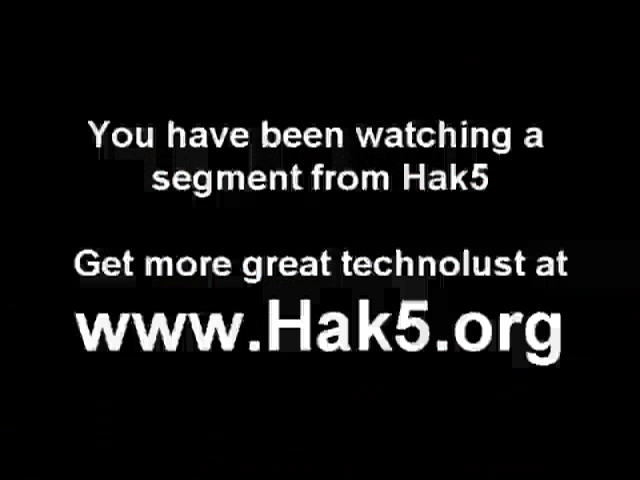 You have been watching a
segment from Hak5
Get more great technolust at
www.Hak5.org